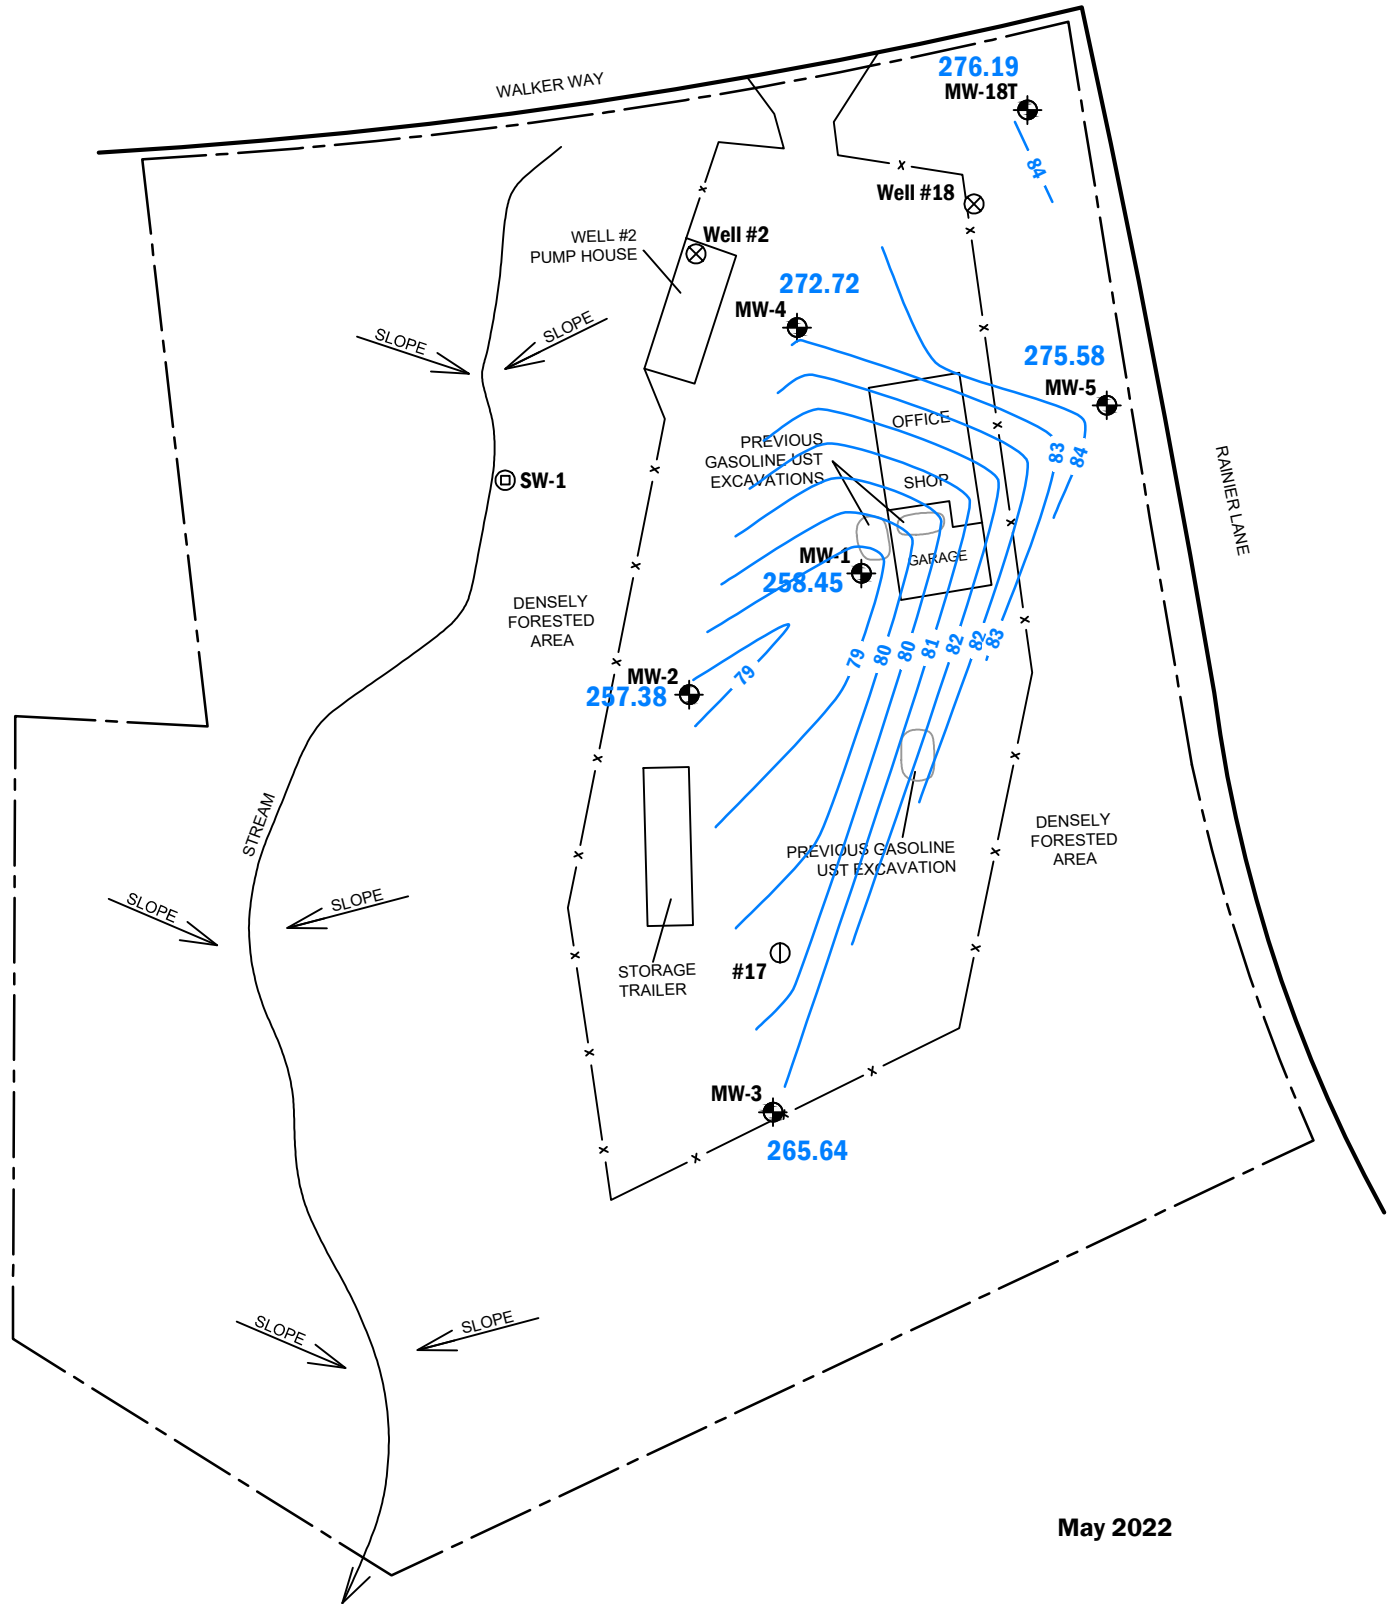 276.19
MW-18T
WALKER WAY
84
Well #18
WELL #2
PUMP HOUSE
Well #2
272.72
MW-4
SLOPE
SLOPE
275.58
MW-5
OFFICE
PREVIOUS
GASOLINE UST
EXCAVATIONS
83
84
RAINIER LANE
SHOP
SW-1
MW-1
258.45
GARAGE
DENSELY
FORESTED
AREA
79
80
80
81
82
82
83
MW-2
257.38
79
STREAM
PREVIOUS GASOLINE
UST EXCAVATION
DENSELY
FORESTED
AREA
SLOPE
SLOPE
#17
STORAGE
TRAILER
MW-3
265.64
SLOPE
SLOPE
May 2022